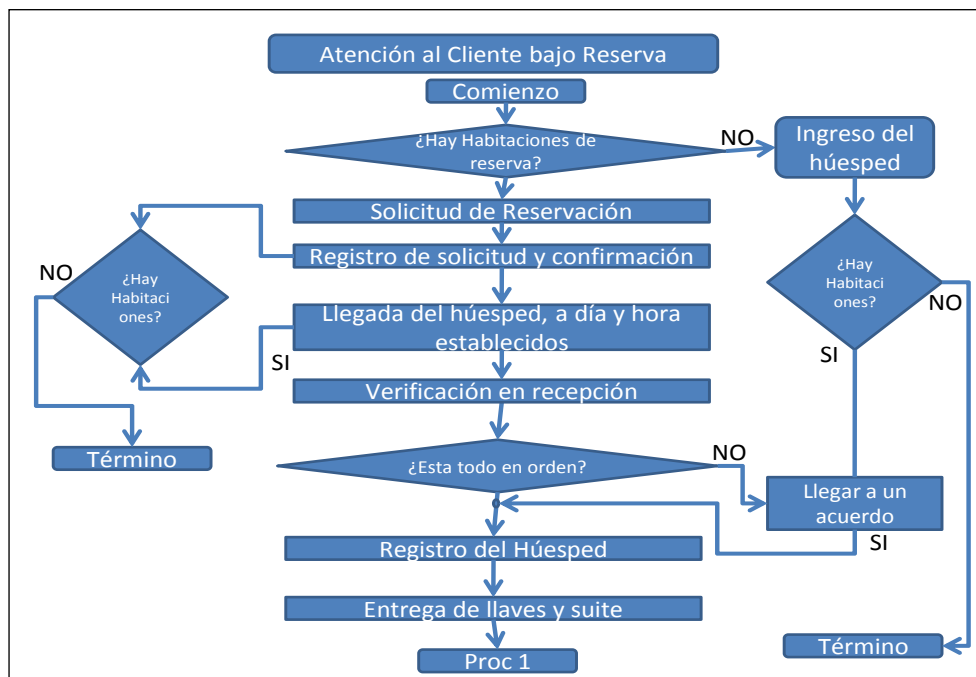 Atención al Cliente bajo Reserva
Comienzo
¿Hay Habitaciones de
reserva?
NO
Ingreso del
húesped
Solicitud de Reservación
Registro de solicitud y confirmación
¿Hay
Habitaci
ones?
NO
SI
¿Hay
Habitaci
ones?
NO
SI
Llegada del húesped, a día y hora
establecidos
Verificación en recepción
Término
¿Esta todo en orden?
NO
Llegar a un
acuerdo
SI
Registro del Húesped
Entrega de llaves y suite
Proc 1
Término